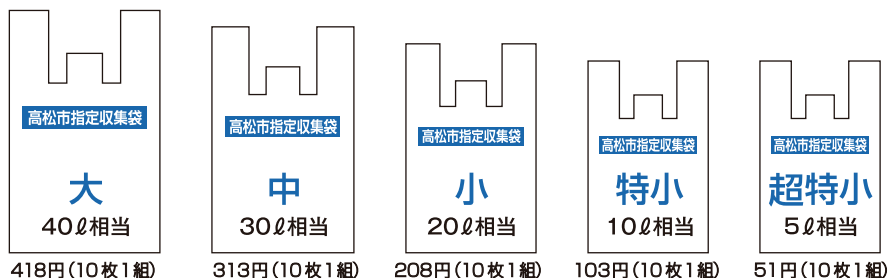 高松市指定収集袋
大
40ℓ相当
418円（10枚1組）
高松市指定収集袋
中
30ℓ相当
313円（10枚1組）
高松市指定収集袋
小
20ℓ相当
208円（10枚1組）
高松市指定収集袋
特小
10ℓ相当
103円（10枚1組）
高松市指定収集袋
超特小
5ℓ相当
51円（10枚1組）